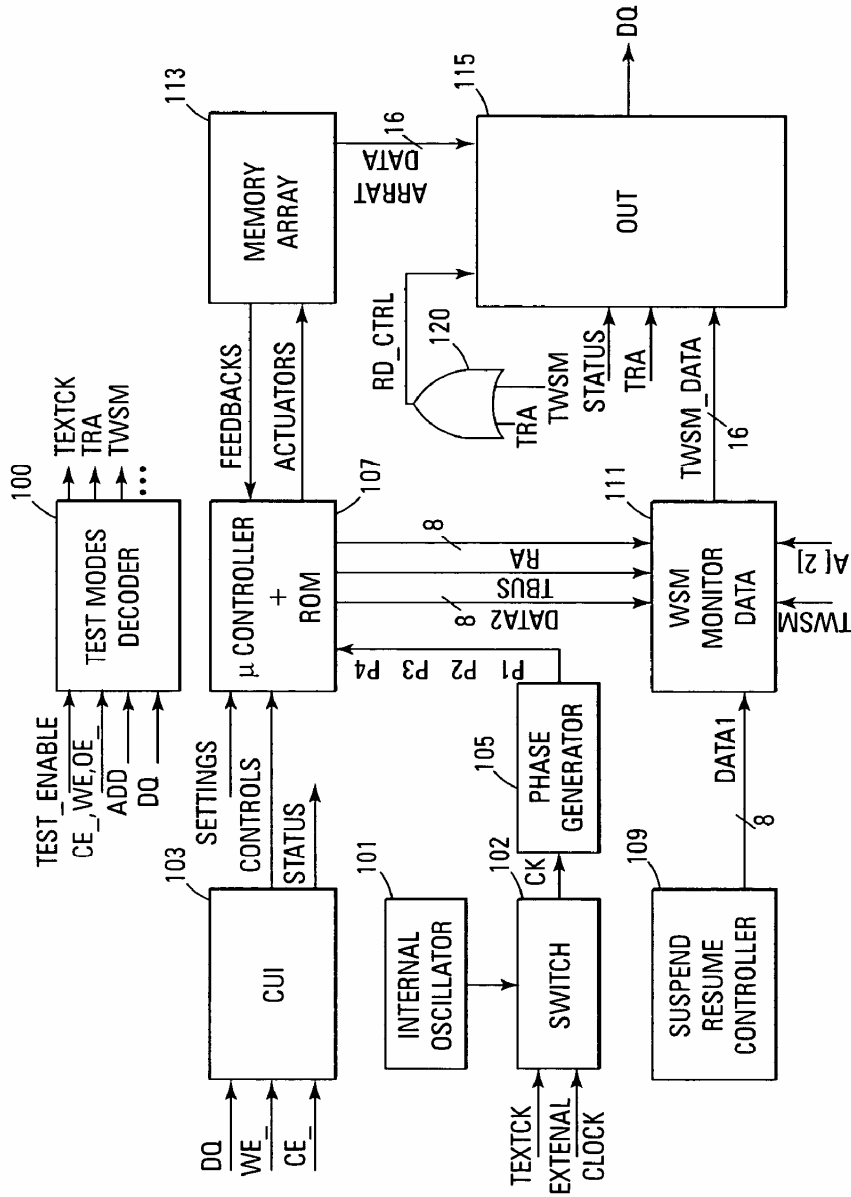 TEST_ENABLE
CE_,WE,OE_
ADD
DQ
100
TEST MODES
DECODER
TEXTCK
TRA
TWSM
...
DQ
WE_
CE_
103
CUI
SETTINGS
CONTROLS
STATUS
μ CONTROLLER
+
ROM
107
FEEDBACKS
ACTUATORS
113
MEMORY
ARRAY
ARRAT
DATA
16
101
INTERNAL
OSCILLATOR
TEXTCK
EXTENAL
CLOCK
102
SWITCH
CK
105
PHASE
GENERATOR
P1 P2 P3 P4
8
DATA2
TBUS
RA
8
RD_CTRL
120
TRA
TWSM
STATUS
TRA
115
OUT
DQ
109
SUSPEND
RESUME
CONTROLLER
DATA1
8
111
WSM
MONITOR
DATA
TWSM
A[2]
TWSM_DATA
16